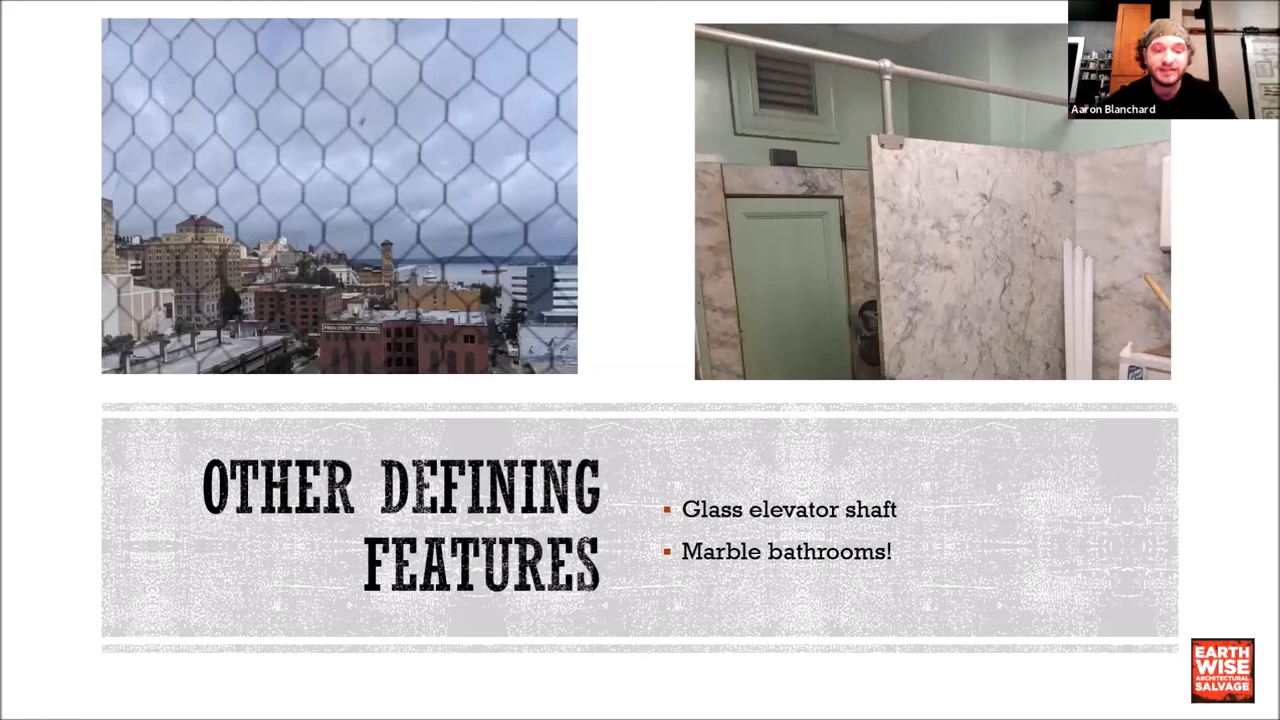 Aaron Blanchard
PROVIDENT BUILDING
OTHER DEFINING
FEATURES
▪ Glass elevator shaft
▪ Marble bathrooms!
EARTH
WISE
ARCHITECTURAL
SALVAGE